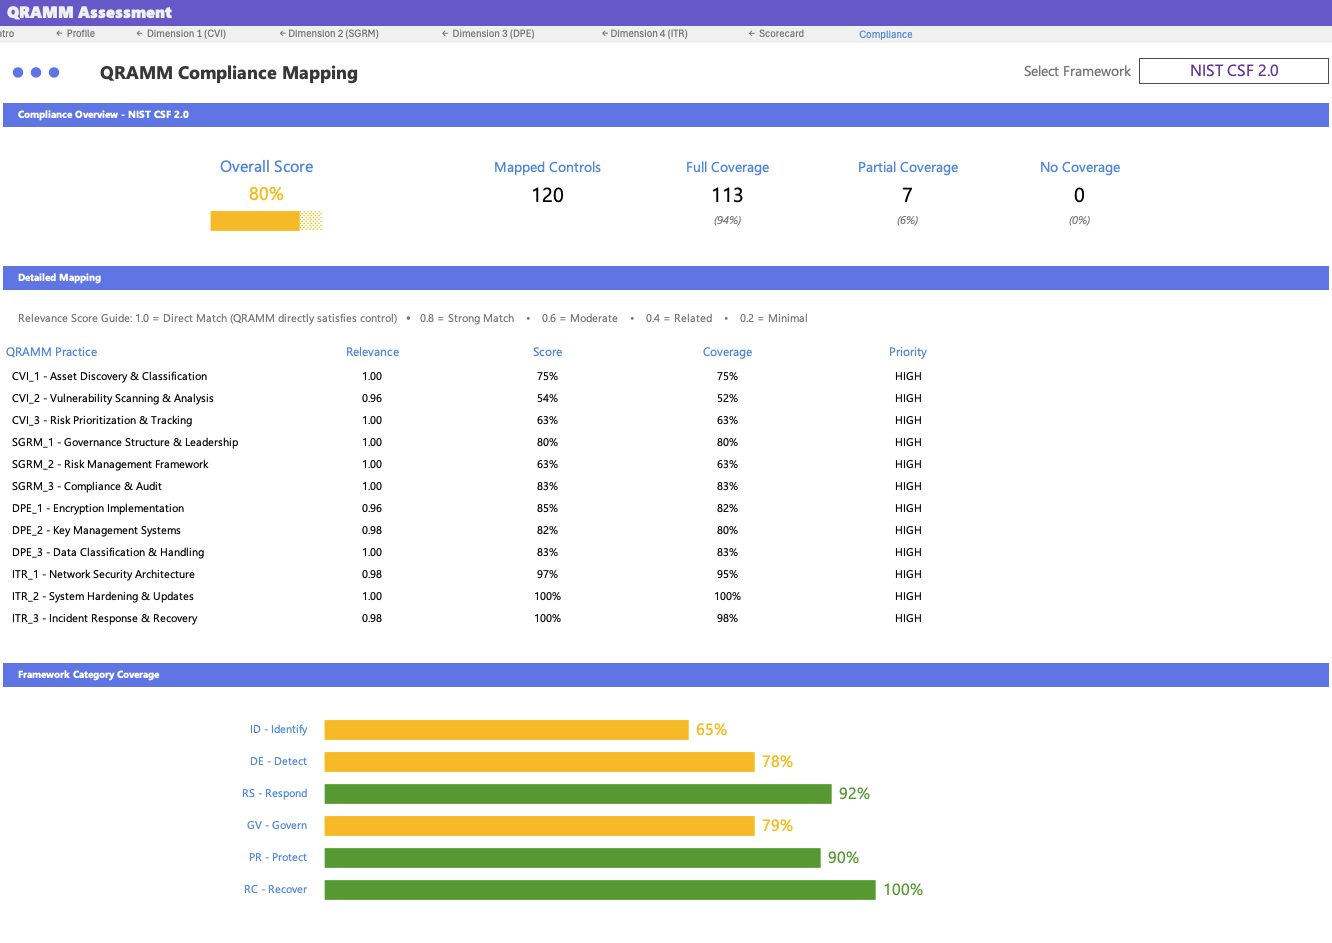 QRAMM Assessment
ntro ← Profile ← Dimension 1 (CVI) ← Dimension 2 (SGRM) ← Dimension 3 (DPE) ← Dimension 4 (ITR) ← Scorecard Compliance
QRAMM Compliance Mapping Select Framework NIST CSF 2.0
Compliance Overview - NIST CSF 2.0
Overall Score Mapped Controls Full Coverage Partial Coverage No Coverage
80% 120 113 7 0
(94%) (6%) (0%)
Detailed Mapping
Relevance Score Guide: 1.0 = Direct Match (QRAMM directly satisfies control) • 0.8 = Strong Match • 0.6 = Moderate • 0.4 = Related • 0.2 = Minimal
QRAMM Practice Relevance Score Coverage Priority
CVI_1 - Asset Discovery & Classification 1.00 75% 75% HIGH
CVI_2 - Vulnerability Scanning & Analysis 0.96 54% 52% HIGH
CVI_3 - Risk Prioritization & Tracking 1.00 63% 63% HIGH
SGRM_1 - Governance Structure & Leadership 1.00 80% 80% HIGH
SGRM_2 - Risk Management Framework 1.00 63% 63% HIGH
SGRM_3 - Compliance & Audit 1.00 83% 83% HIGH
DPE_1 - Encryption Implementation 0.96 85% 82% HIGH
DPE_2 - Key Management Systems 0.98 82% 80% HIGH
DPE_3 - Data Classification & Handling 1.00 83% 83% HIGH
ITR_1 - Network Security Architecture 0.98 97% 95% HIGH
ITR_2 - System Hardening & Updates 1.00 100% 100% HIGH
ITR_3 - Incident Response & Recovery 0.98 100% 98% HIGH
Framework Category Coverage
ID - Identify 65%
DE - Detect 78%
RS - Respond 92%
GV - Govern 79%
PR - Protect 90%
RC - Recover 100%